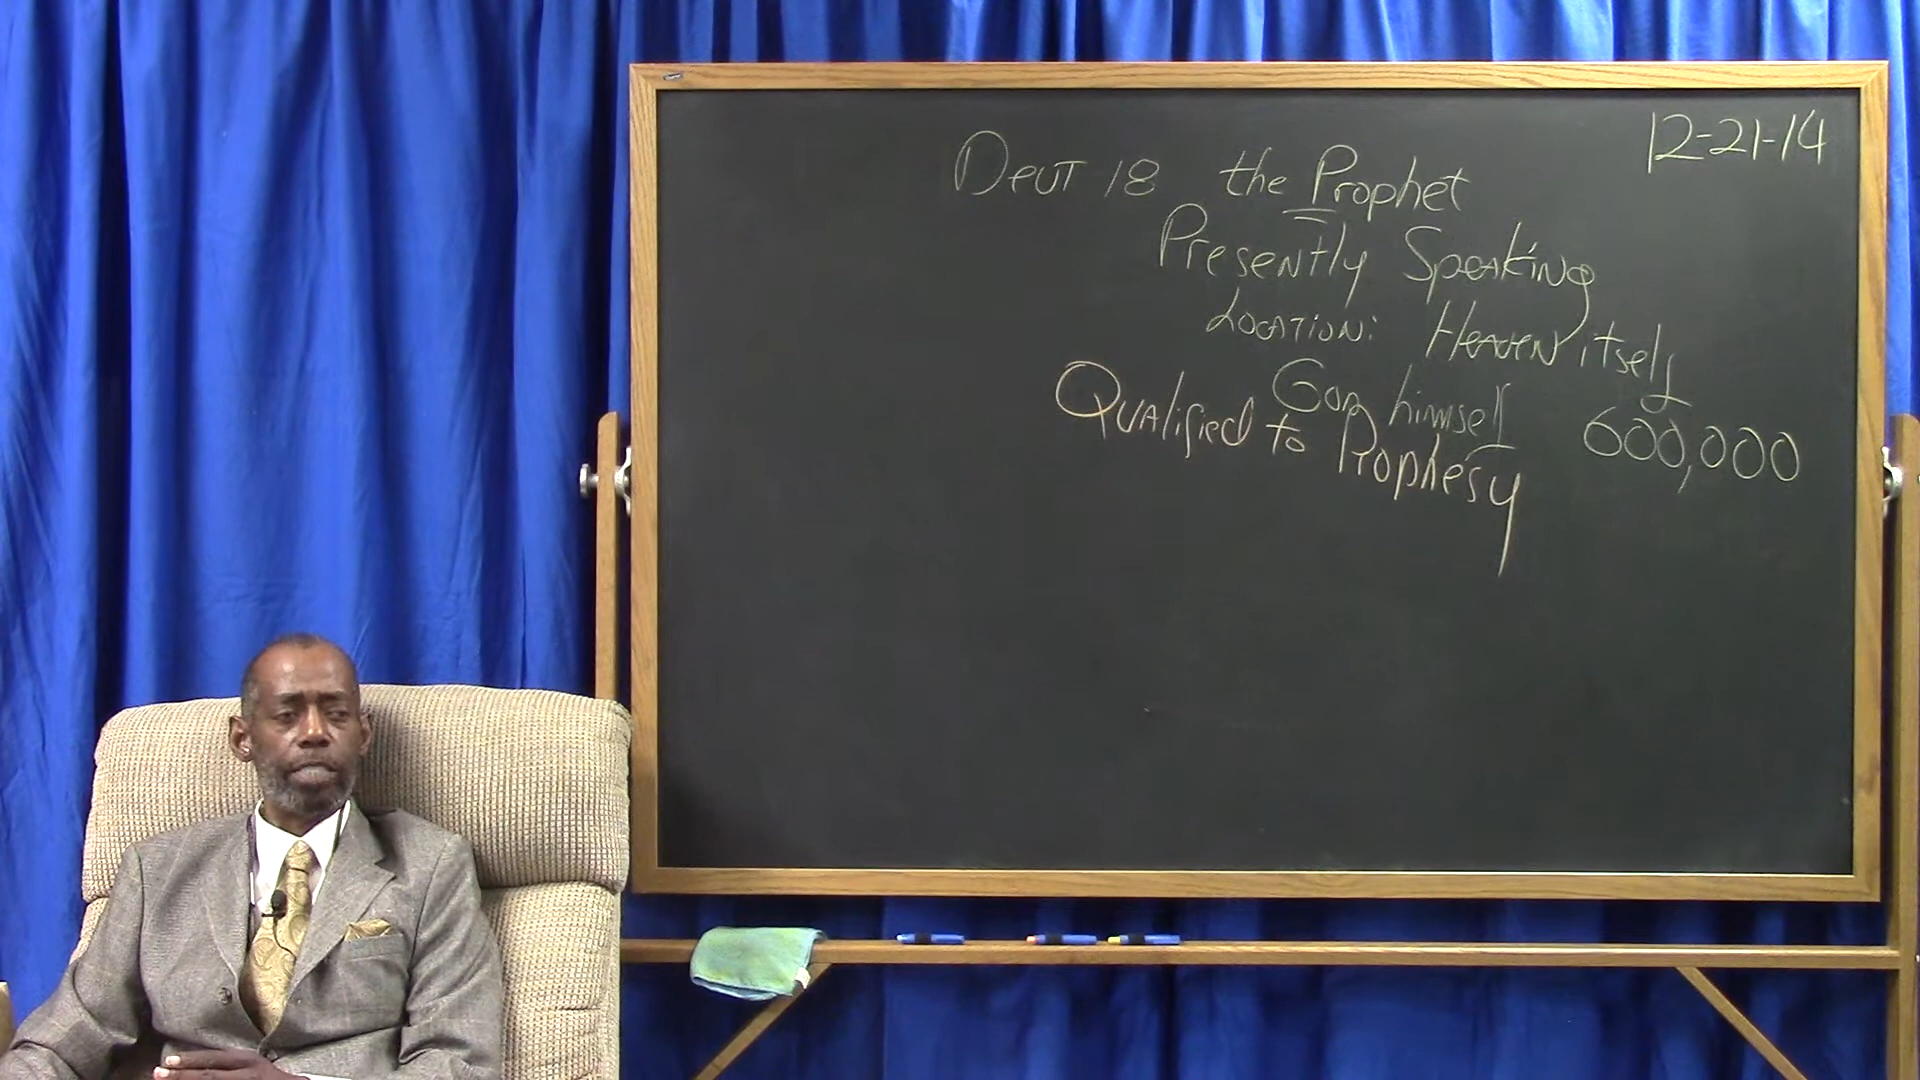 12-21-14
Deut 18 the Prophet
Presently Speaking
Location: Heaven itself
God himself 600,000
Qualified to Prophesy